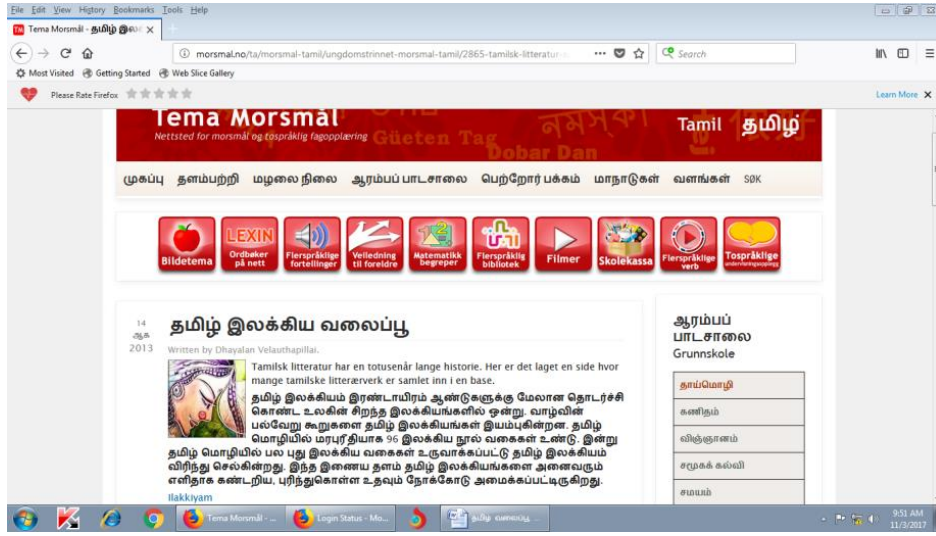 File Edit View History Bookmarks Tools Help
Tema Morsmål - தமிழ் இலக்
morsmal.no/ta/morsmal-tamil/ungdomstrinnet-morsmal-tamil/2865-tamilsk-litteratur-
Search
Most Visited Getting Started Web Slice Gallery
Please Rate Firefox
Learn More
Tema Morsmål
Nettsted for morsmål og tospråklig fagopplæring
Güeten Tag
Dobar Dan
नमस्कार
Tamil தமிழ்
முகப்பு தளம்பற்றி மழலை நிலை ஆரம்பப் பாடசாலை பெற்றோர் பக்கம் மாநாடுகள் வளங்கள் SØK
Bildetema
LEXIN Ordbøker på nett
Flerspråklige fortellinger
Veiledning til foreldre
Matematikk begreper
Flerspråklig bibliotek
Filmer
Skolekassa
Flerspråklige verb
Tospråklige
14
ஆக
2013
தமிழ் இலக்கிய வலைப்பூ
Written by Dhayalan Velauthapillai.
Tamilsk litteratur har en totusenår lange historie. Her er det laget en side hvor
mange tamilske litterærverk er samlet inn i en base.
தமிழ் இலக்கியம் இரண்டாயிரம் ஆண்டுகளுக்கு மேலான தொடர்ச்சி
கொண்ட உலகின் சிறந்த இலக்கியங்களில் ஒன்று. வாழ்வின்
பல்வேறு கூறுகளை தமிழ் இலக்கியங்கள் இயம்புகின்றன. தமிழ்
மொழியில் மரபுரீதியாக 96 இலக்கிய நூல் வகைகள் உண்டு. இன்று
தமிழ் மொழியில் பல புது இலக்கிய வகைகள் உருவாக்கப்பட்டு தமிழ் இலக்கியம்
விரிந்து செல்கின்றது. இந்த இணைய தளம் தமிழ் இலக்கியங்களை அனைவரும்
எளிதாக கண்டறிய, புரிந்துகொள்ள உதவும் நோக்கோடு அமைக்கப்பட்டிருகிறது.
Ilakkiyam
ஆரம்பப்
பாடசாலை
Grunnskole
தாய்மொழி
கணிதம்
விஞ்ஞானம்
சமூகக் கல்வி
சமயம்
Tema Morsmål - ...
Login Status - Mo...
தமிழ் வலைப்பூ ...
9:51 AM
11/3/2017